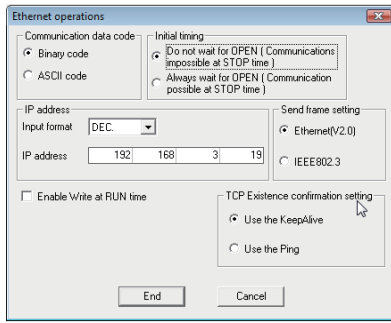 Ethernet operations
Communication data code
Binary code
ASCII code
Initial timing
Do not wait for OPEN ( Communications
impossible at STOP time )
Always wait for OPEN ( Communication
possible at STOP time )
IP address
Input format DEC.
IP address 192 168 3 19
Send frame setting
Ethernet(V2.0)
IEEE802.3
Enable Write at RUN time
TCP Existence confirmation setting
Use the KeepAlive
Use the Ping
End Cancel